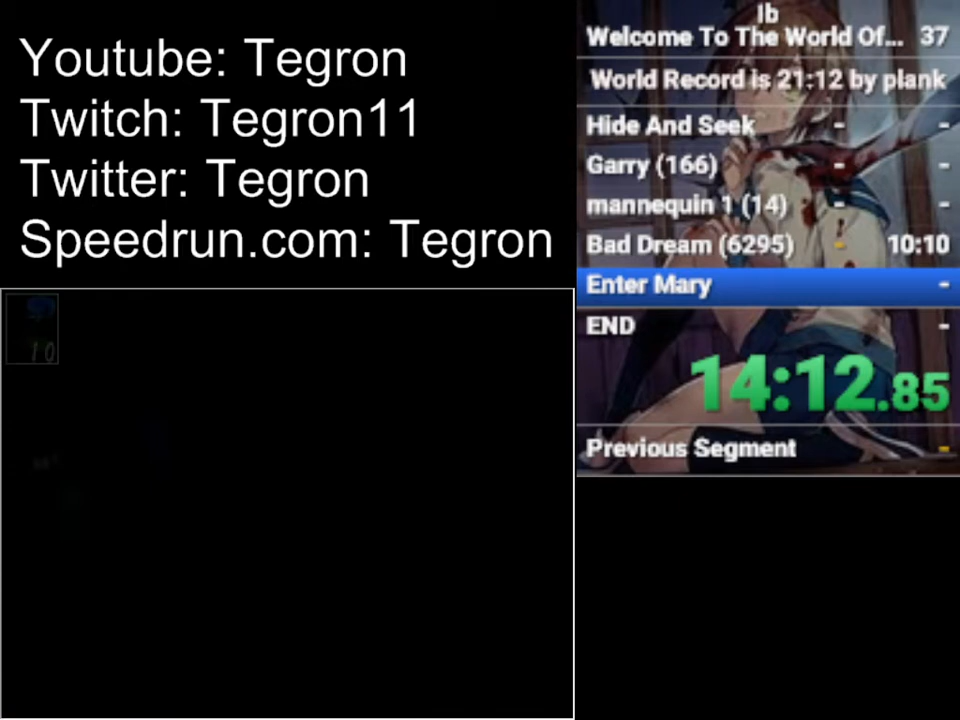 Youtube: Tegron
Twitch: Tegron11
Twitter: Tegron
Speedrun.com: Tegron
10
Ib
Welcome To The World Of... 37
World Record is 21:12 by plank
Hide And Seek - -
Garry (166) - -
mannequin 1 (14) - -
Bad Dream (6295) - 10:10
Enter Mary -
END -
14:12.85
Previous Segment -